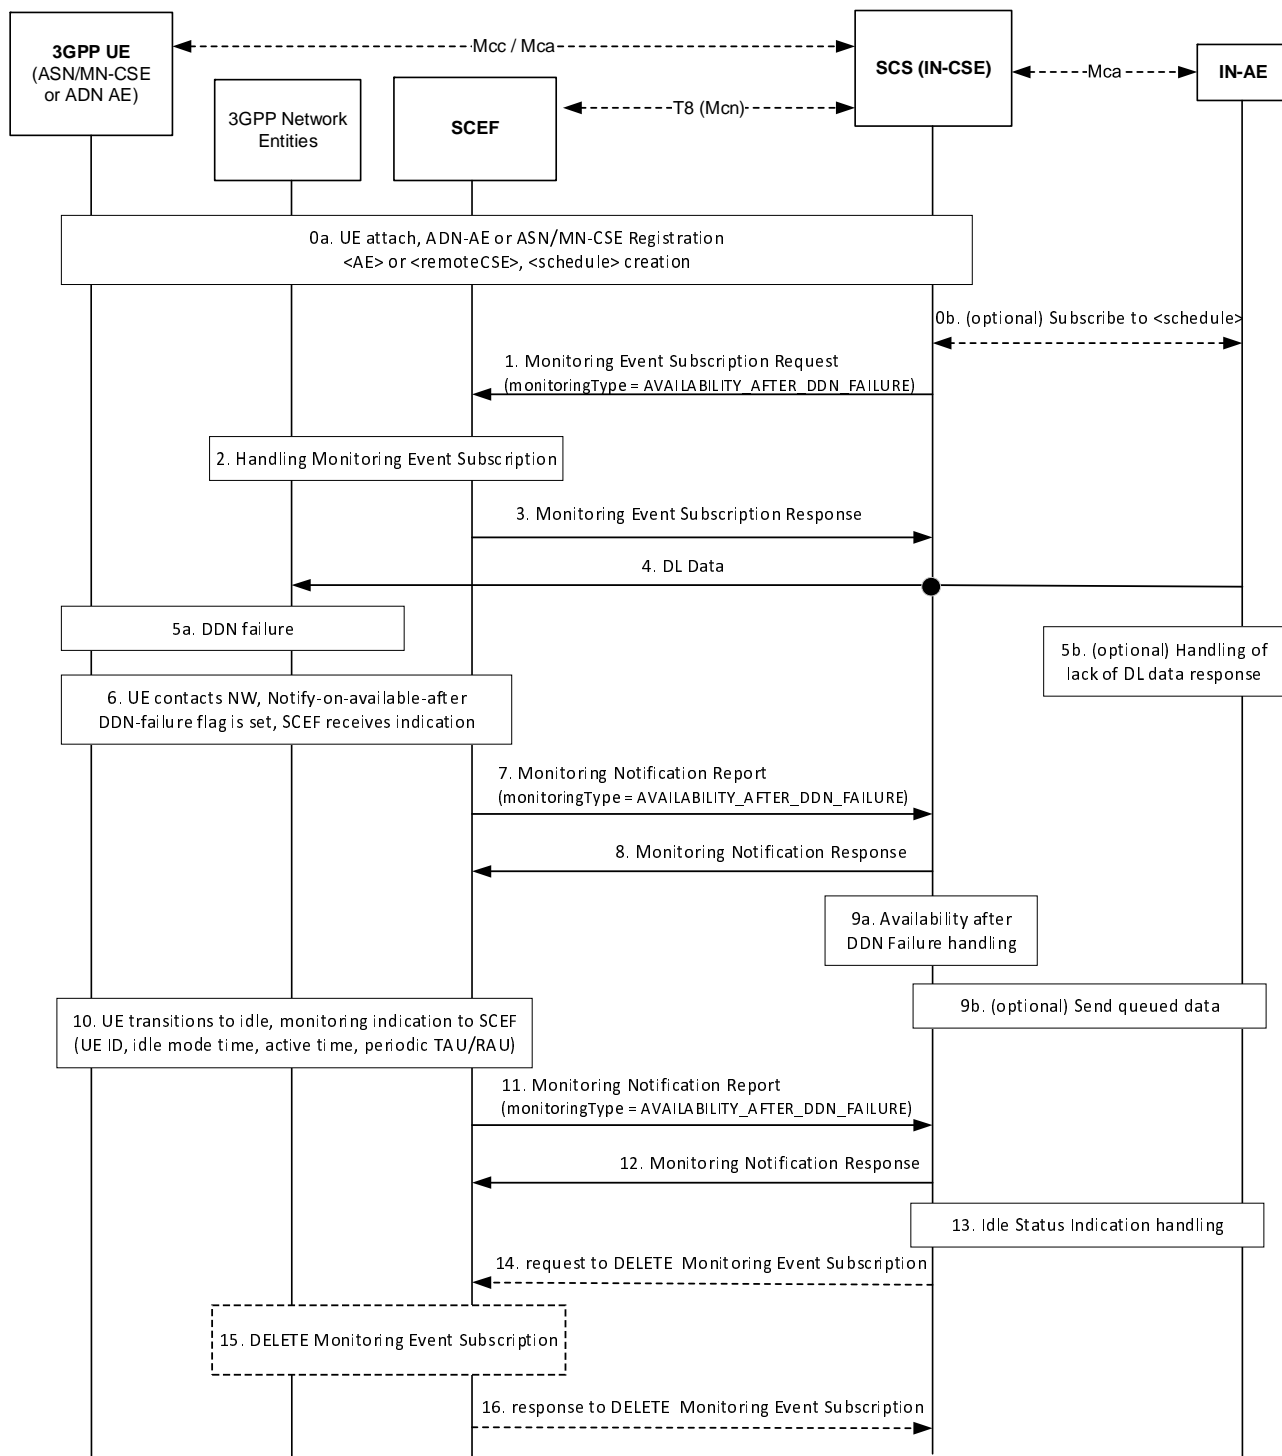 3GPP UE
(ASN/MN-CSE
or ADN AE)
Mcc / Mca
SCS (IN-CSE)
Mca
IN-AE
3GPP Network
Entities
SCEF
T8 (Mcn)
0a. UE attach, ADN-AE or ASN/MN-CSE Registration
<AE> or <remoteCSE>, <schedule> creation
0b. (optional) Subscribe to <schedule>
1. Monitoring Event Subscription Request
(monitoringType = AVAILABILITY_AFTER_DDN_FAILURE)
2. Handling Monitoring Event Subscription
3. Monitoring Event Subscription Response
4. DL Data
5a. DDN failure
5b. (optional) Handling of
lack of DL data response
6. UE contacts NW, Notify-on-available-after
DDN-failure flag is set, SCEF receives indication
7. Monitoring Notification Report
(monitoringType = AVAILABILITY_AFTER_DDN_FAILURE)
8. Monitoring Notification Response
9a. Availability after
DDN Failure handling
9b. (optional) Send queued data
10. UE transitions to idle, monitoring indication to SCEF
(UE ID, idle mode time, active time, periodic TAU/RAU)
11. Monitoring Notification Report
(monitoringType = AVAILABILITY_AFTER_DDN_FAILURE)
12. Monitoring Notification Response
13. Idle Status Indication handling
14. request to DELETE Monitoring Event Subscription
15. DELETE Monitoring Event Subscription
16. response to DELETE Monitoring Event Subscription